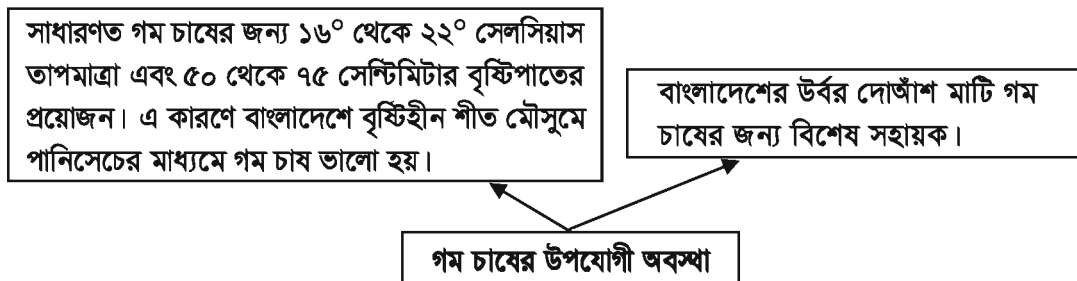 সাধারণত গম চাষের জন্য ১৬° থেকে ২২° সেলসিয়াস
তাপমাত্রা এবং ৫০ থেকে ৭৫ সেন্টিমিটার বৃষ্টিপাতের
প্রয়োজন। এ কারণে বাংলাদেশে বৃষ্টিহীন শীত মৌসুমে
পানিসেচের মাধ্যমে গম চাষ ভালো হয়।
বাংলাদেশের উর্বর দোআঁশ মাটি গম
চাষের জন্য বিশেষ সহায়ক।
গম চাষের উপযোগী অবস্থা